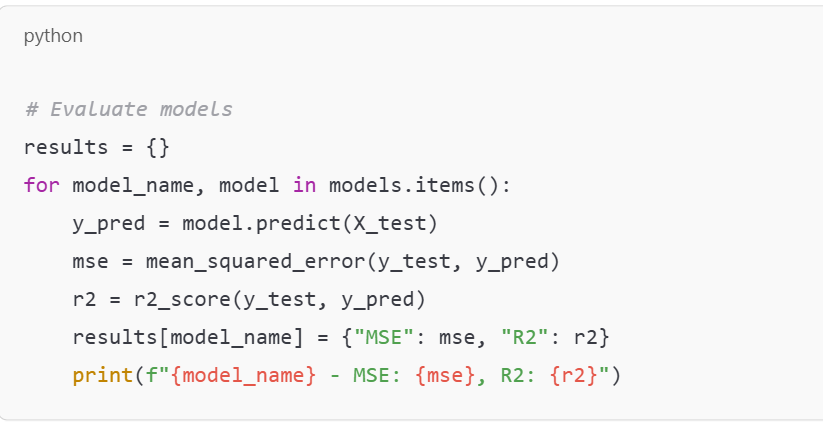 python
# Evaluate models
results = {}
for model_name, model in models.items():
    y_pred = model.predict(X_test)
    mse = mean_squared_error(y_test, y_pred)
    r2 = r2_score(y_test, y_pred)
    results[model_name] = {"MSE": mse, "R2": r2}
    print(f"{model_name} - MSE: {mse}, R2: {r2}")